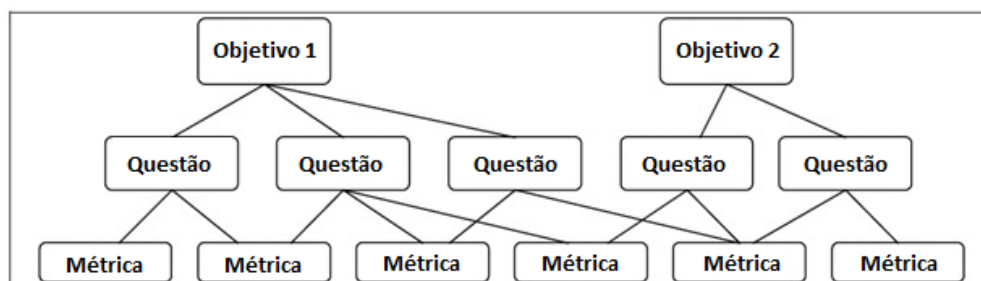 Objetivo 1
Objetivo 2
Questão
Questão
Questão
Questão
Questão
Métrica
Métrica
Métrica
Métrica
Métrica
Métrica